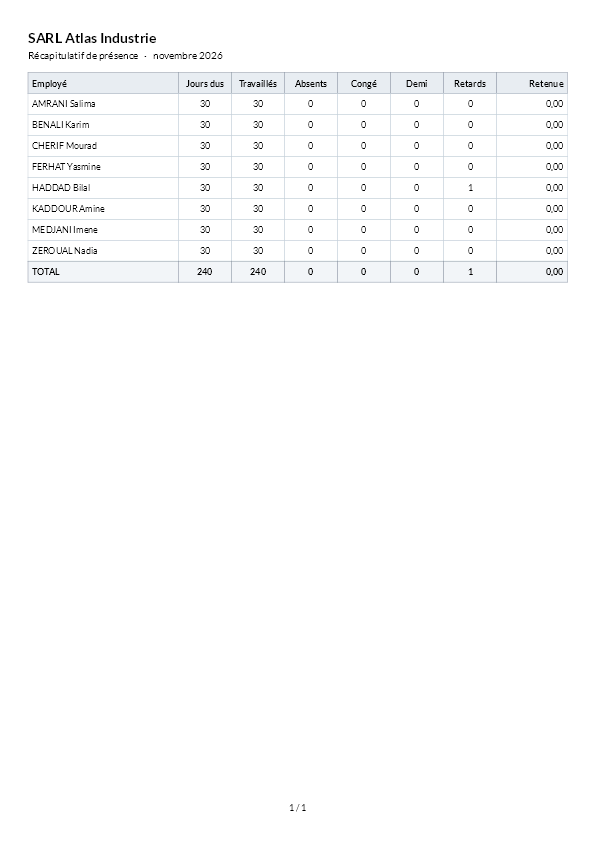 SARL Atlas Industrie
Récapitulatif de présence · novembre 2026
Employé Jours dus Travaillés Absents Congé Demi Retards Retenue
AMRANI Salima 30 30 0 0 0 0 0,00
BENALI Karim 30 30 0 0 0 0 0,00
CHERIF Mourad 30 30 0 0 0 0 0,00
FERHAT Yasmine 30 30 0 0 0 0 0,00
HADDAD Bilal 30 30 0 0 0 1 0,00
KADDOUR Amine 30 30 0 0 0 0 0,00
MEDJANI Imene 30 30 0 0 0 0 0,00
ZEROUAL Nadia 30 30 0 0 0 0 0,00
TOTAL 240 240 0 0 0 1 0,00
1 / 1